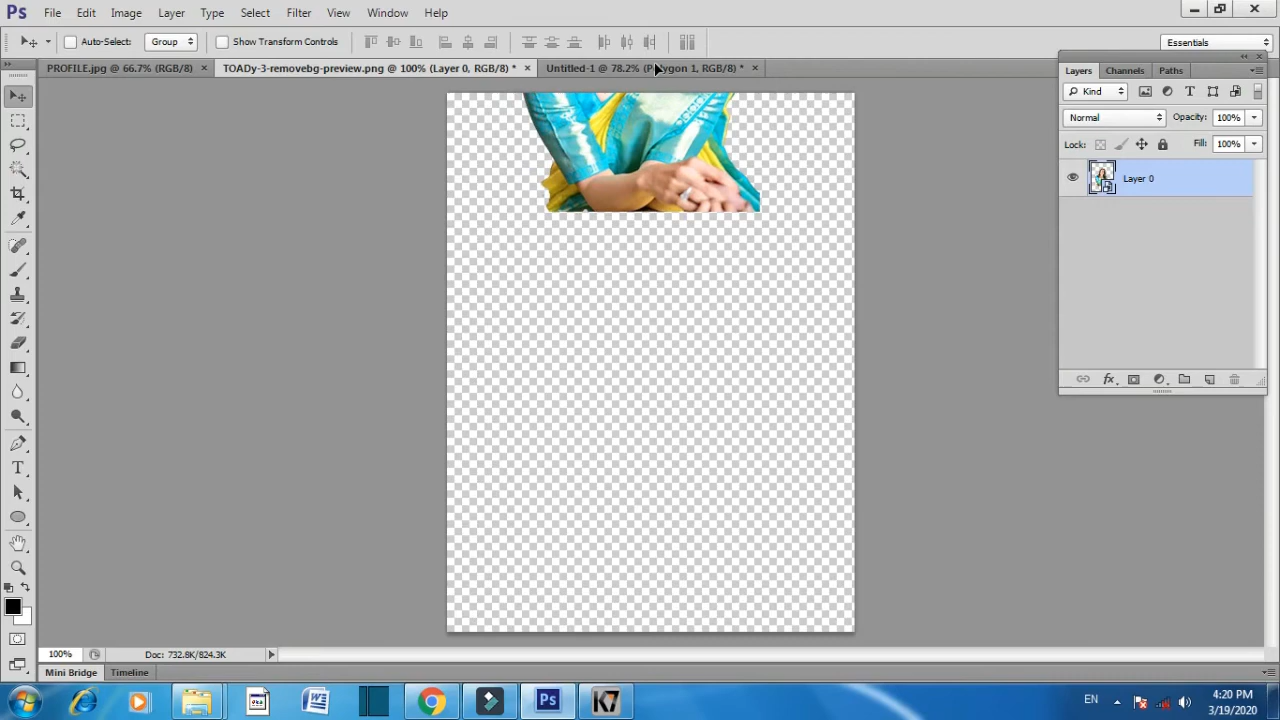 Ps File Edit Image Layer Type Select Filter View Window Help
Auto-Select: Group Show Transform Controls Essentials
PROFILE.jpg @ 66.7% (RGB/8) × TOADy-3-removebg-preview.png @ 100% (Layer 0, RGB/8) * × Untitled-1 @ 78.2% (Polygon 1, RGB/8) * ×
Layers Channels Paths
Kind
Normal Opacity: 100%
Lock: Fill: 100%
Layer 0
100% Doc: 732.8K/824.3K
Mini Bridge Timeline
Ps K7 EN 4:20 PM
3/19/2020